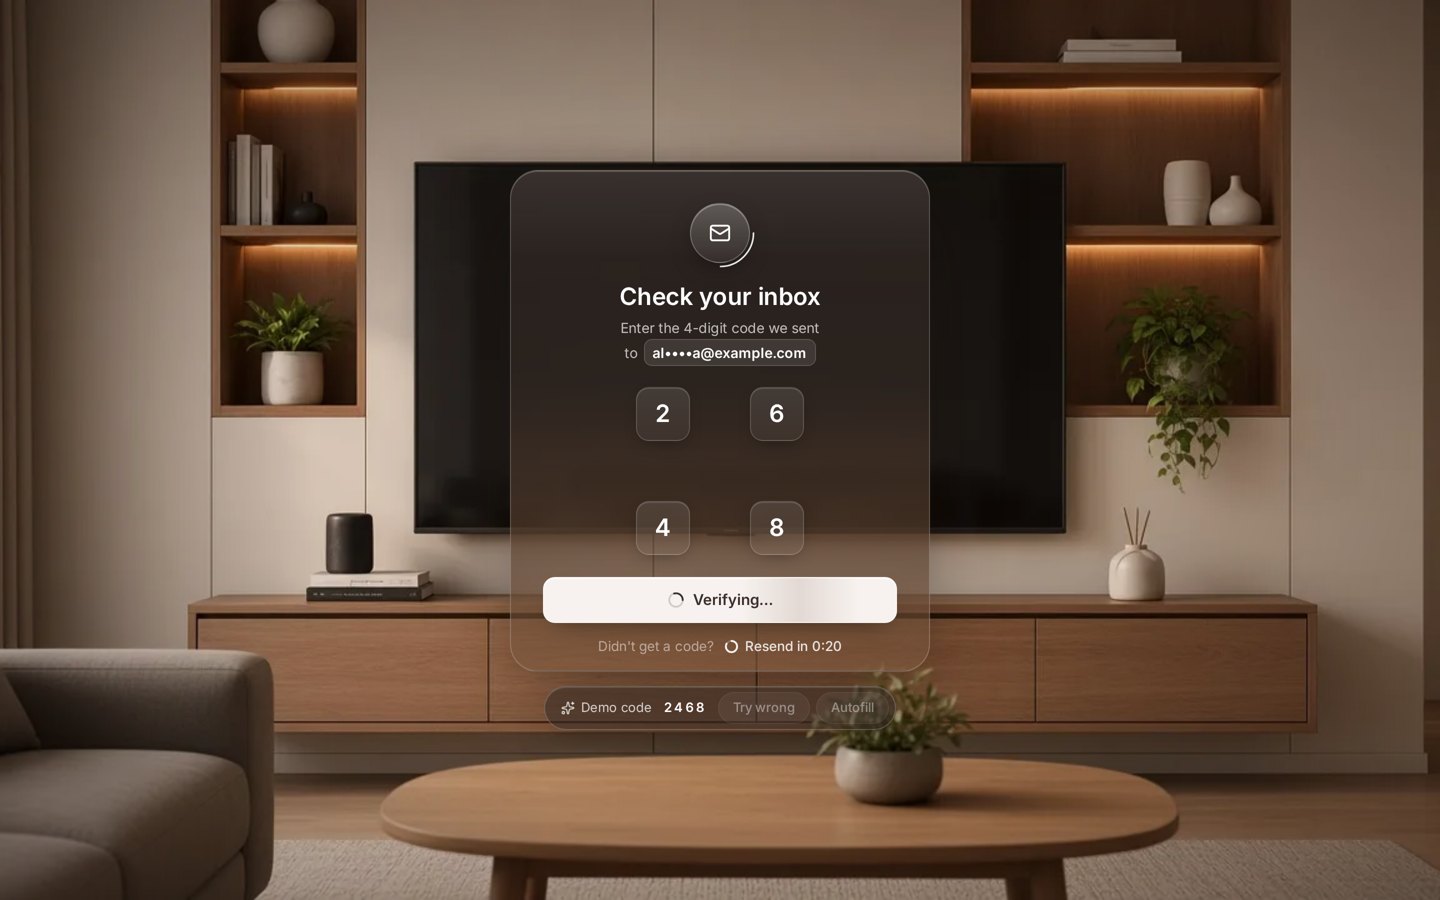 Check your inbox
Enter the 4-digit code we sent
to al••••a@example.com
2 6
4 8
Verifying...
Didn't get a code? Resend in 0:20
Demo code 2468 Try wrong Autofill